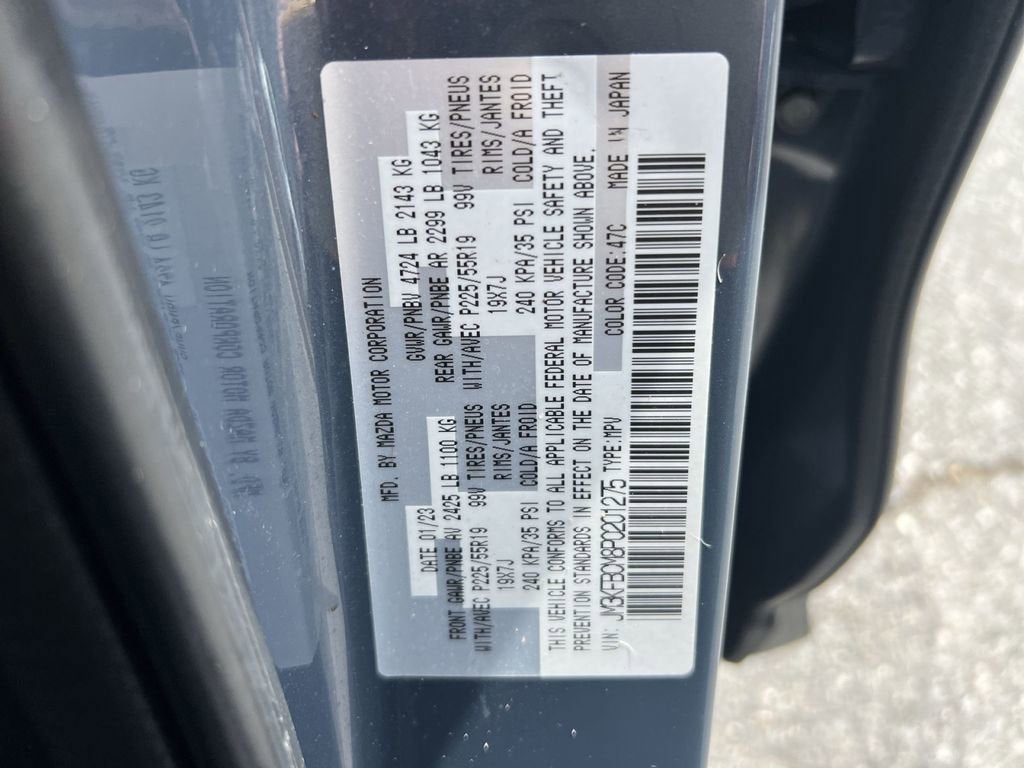 MFD. BY MAZDA MOTOR CORPORATION
DATE 01/23 GVWR/PNBV 4724 LB 2143 KG
FRONT GAWR/PNBE AV 2425 LB 1100 KG REAR GAWR/PNBE AR 2299 LB 1043 KG
WITH/AVEC P225/55R19 99V TIRES/PNEUS WITH/AVEC P225/55R19 99V TIRES/PNEUS
19X7J RIMS/JANTES 19X7J RIMS/JANTES
240 KPA/35 PSI COLD/A FROID 240 KPA/35 PSI COLD/A FROID
THIS VEHICLE CONFORMS TO ALL APPLICABLE FEDERAL MOTOR VEHICLE SAFETY AND THEFT
PREVENTION STANDARDS IN EFFECT ON THE DATE OF MANUFACTURE SHOWN ABOVE.
VIN: TYPE:MPV COLOR CODE:47C MADE IN JAPAN